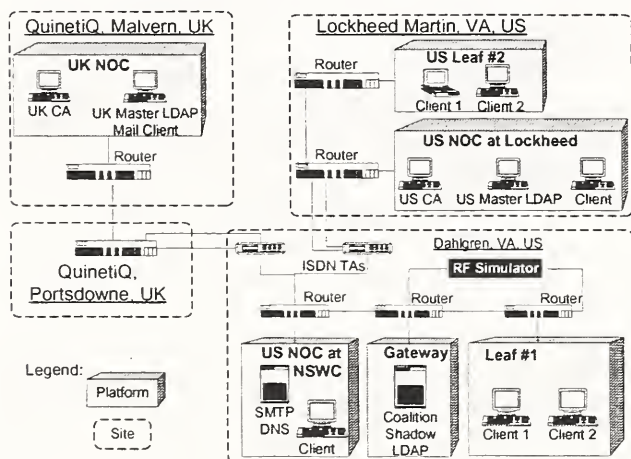 QuinetiQ, Malvern, UK
UK NOC
UK CA
UK Master LDAP
Mail Client
Router
QuinetiQ,
Portsdowne, UK
Lockheed Martin, VA, US
Router
US Leaf #2
Client 1
Client 2
Router
US NOC at Lockheed
US CA
US Master LDAP
Client
ISDN TAs
Dahlgren, VA, US
RF Simulator
Router
Router
Router
US NOC at
NSWC
SMTP
DNS
Client
Gateway
Coalition
Shadow
LDAP
Leaf #1
Client 1
Client 2
Legend:
Platform
Site